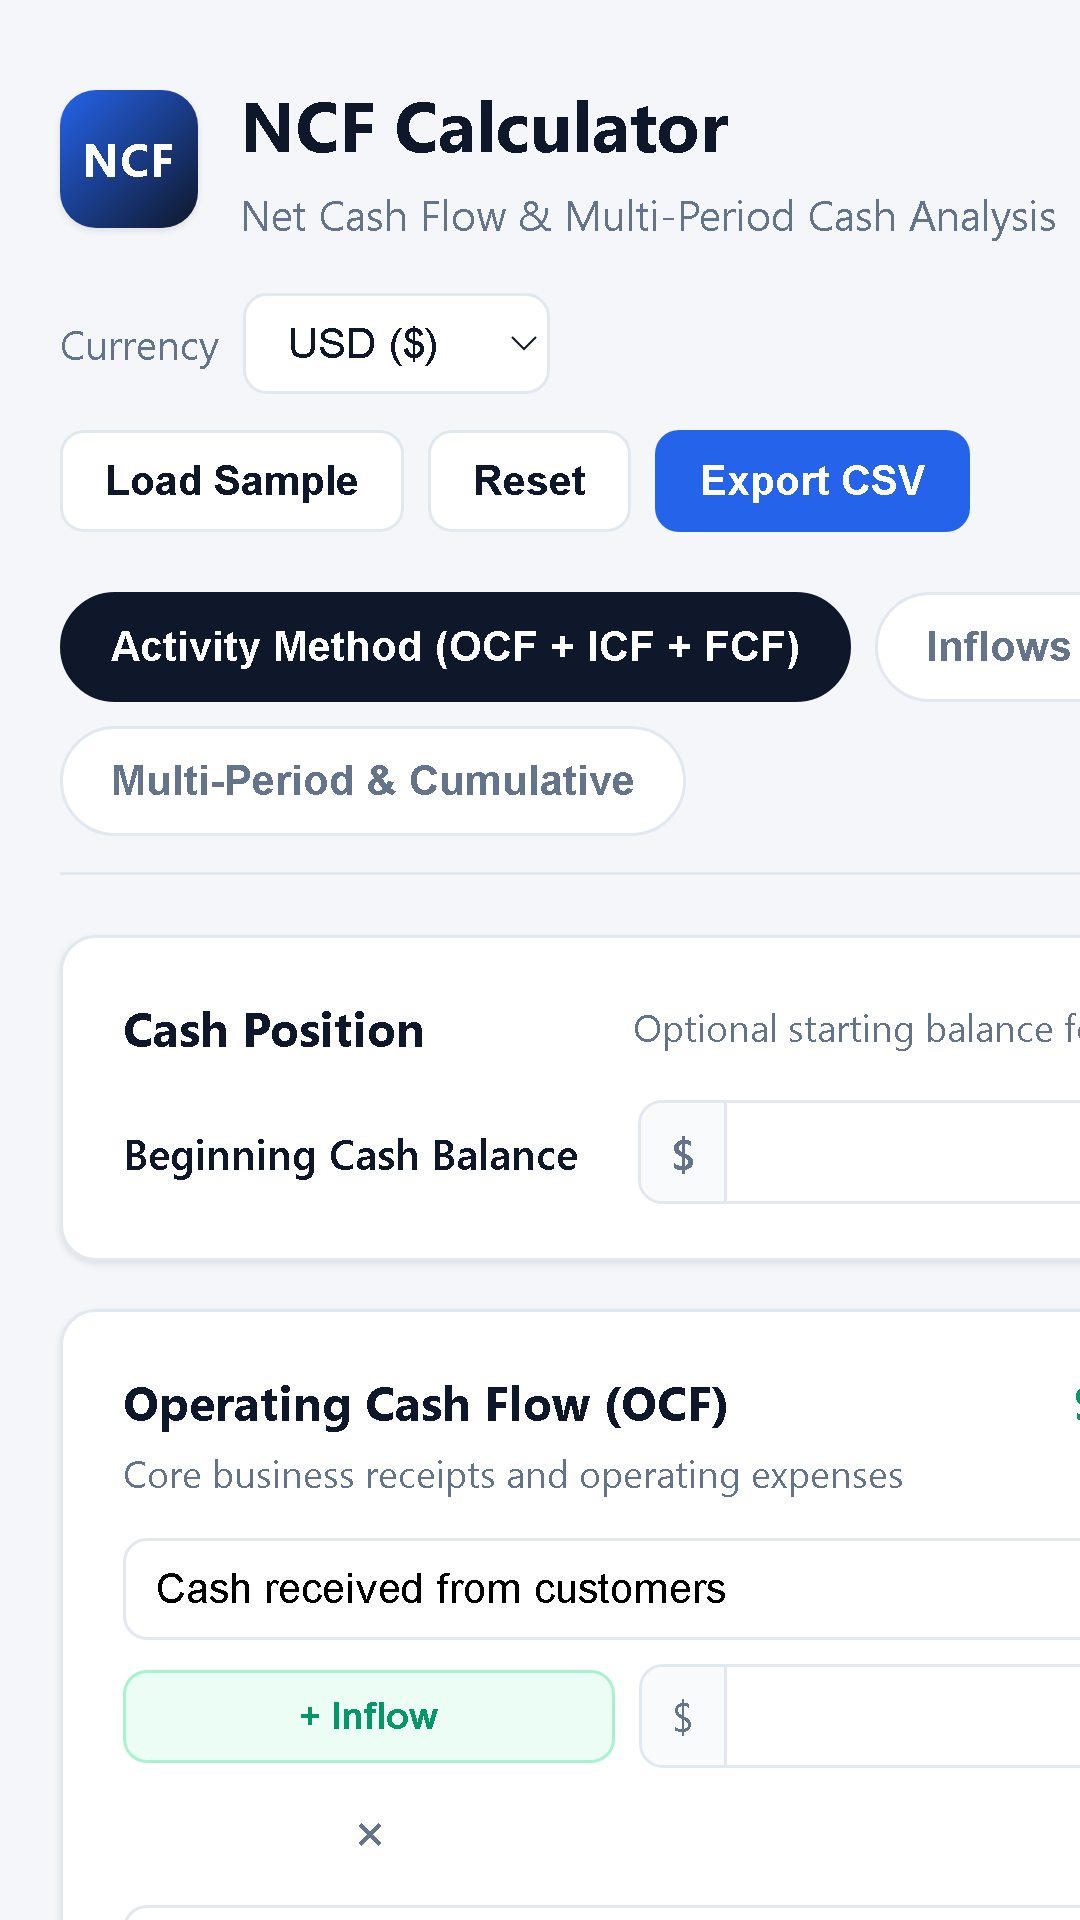 NCF
NCF Calculator
Net Cash Flow & Multi-Period Cash Analysis
Currency
USD ($)
Load Sample
Reset
Export CSV
Activity Method (OCF + ICF + FCF)
Inflows
Multi-Period & Cumulative
Cash Position
Optional starting balance
Beginning Cash Balance
$
Operating Cash Flow (OCF)
Core business receipts and operating expenses
Cash received from customers
+ Inflow
$
×